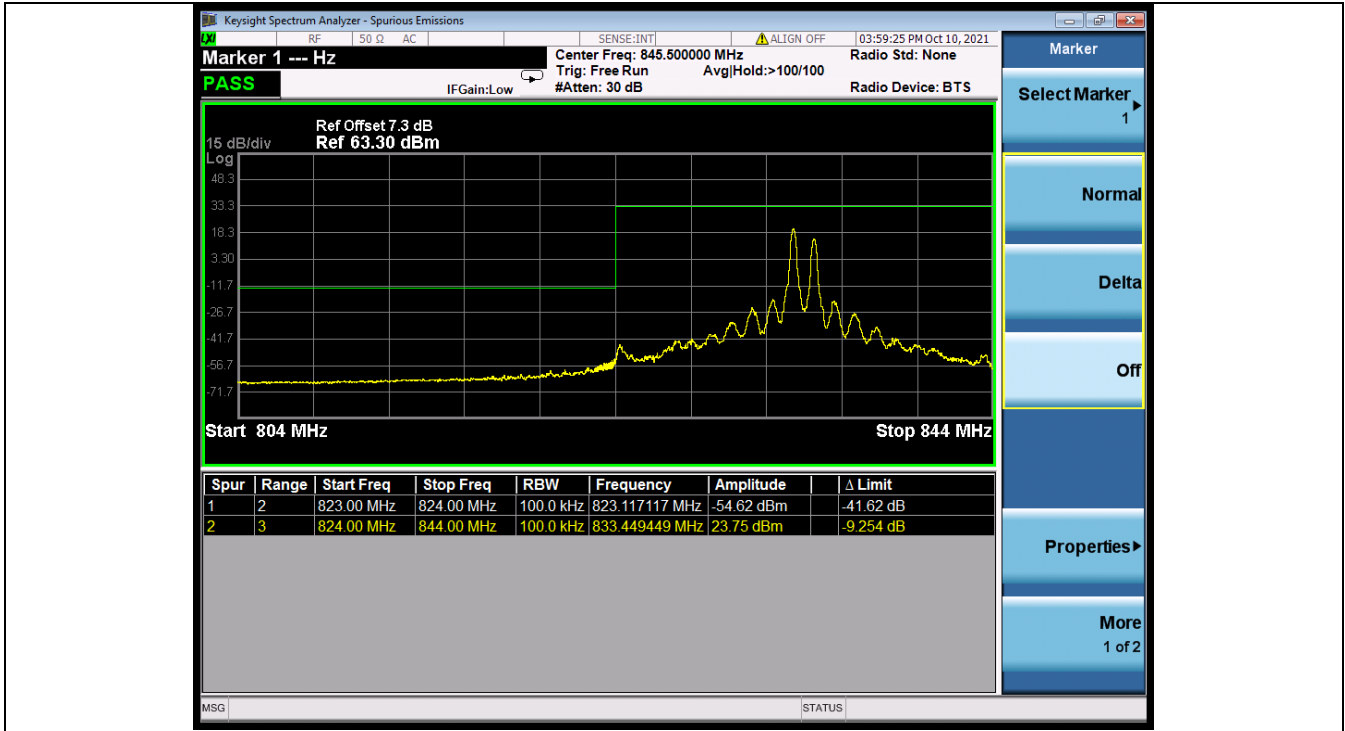 Keysight Spectrum Analyzer - Spurious Emissions
LXI RF 50 Ω AC SENSE:INT ALIGN OFF 03:59:25 PM Oct 10, 2021
Marker 1 --- Hz
Center Freq: 845.500000 MHz Radio Std: None
Trig: Free Run Avg|Hold:>100/100
PASS IFGain:Low #Atten: 30 dB Radio Device: BTS
Ref Offset 7.3 dB
15 dB/div Ref 63.30 dBm
Log
48.3
33.3
18.3
3.30
-11.7
-26.7
-41.7
-56.7
-71.7
Start 804 MHz Stop 844 MHz
Spur Range Start Freq Stop Freq RBW Frequency Amplitude Δ Limit
1 2 823.00 MHz 824.00 MHz 100.0 kHz 823.117117 MHz -54.62 dBm -41.62 dB
2 3 824.00 MHz 844.00 MHz 100.0 kHz 833.449449 MHz 23.75 dBm -9.254 dB
MSG STATUS
Marker
Select Marker
1
Normal
Delta
Off
Properties
More
1 of 2